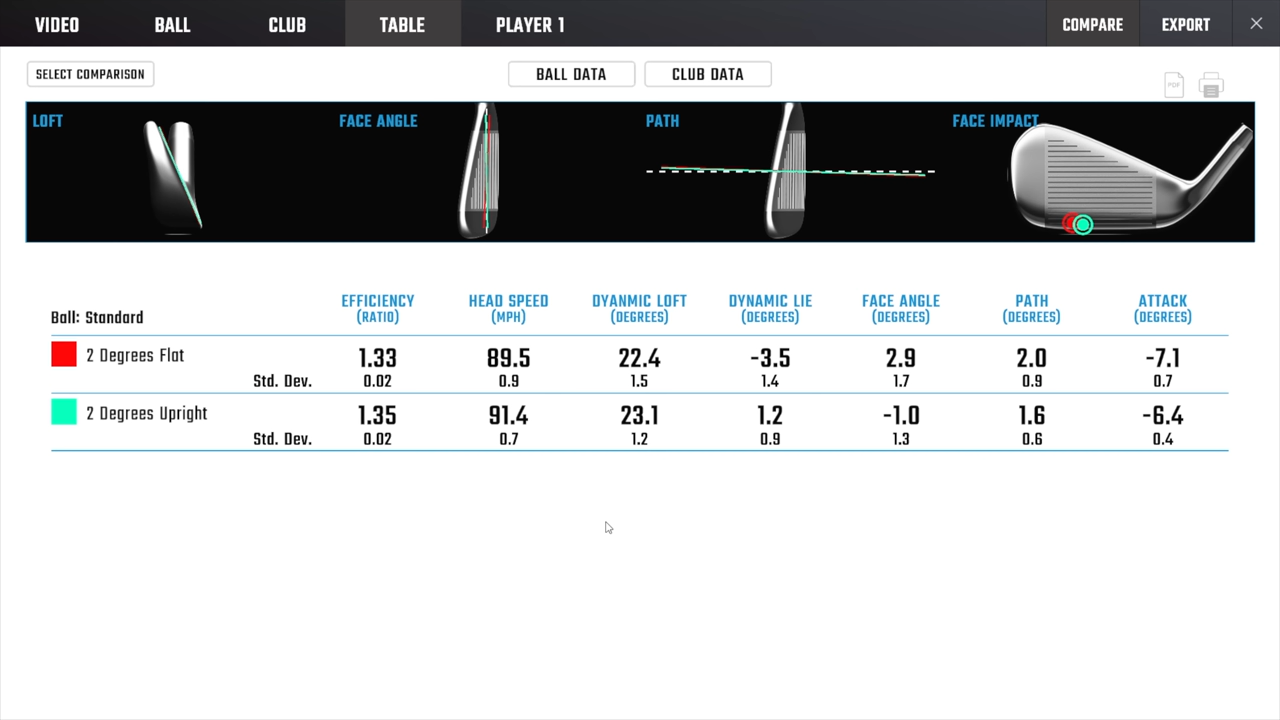 VIDEO BALL CLUB TABLE PLAYER 1 COMPARE EXPORT
SELECT COMPARISON BALL DATA CLUB DATA
PDF
LOFT FACE ANGLE PATH FACE IMPACT
EFFICIENCY HEAD SPEED DYANMIC LOFT DYNAMIC LIE FACE ANGLE PATH ATTACK
Ball: Standard (RATIO) (MPH) (DEGREES) (DEGREES) (DEGREES) (DEGREES) (DEGREES)
2 Degrees Flat 1.33 89.5 22.4 -3.5 2.9 2.0 -7.1
Std. Dev. 0.02 0.9 1.5 1.4 1.7 0.9 0.7
2 Degrees Upright 1.35 91.4 23.1 1.2 -1.0 1.6 -6.4
Std. Dev. 0.02 0.7 1.2 0.9 1.3 0.6 0.4